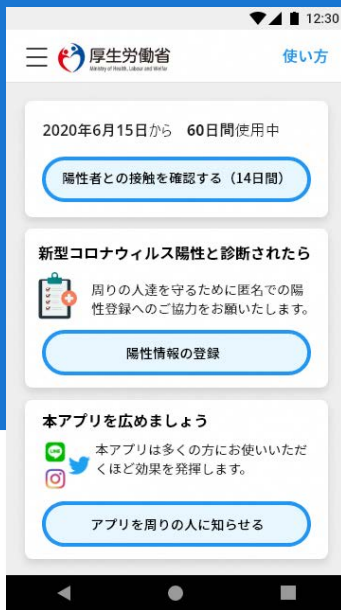 12:30
厚生労働省
Ministry of Health, Labour and Welfar
使い方
2020年6月15日から 60日間使用中
陽性者との接触を確認する（14日間）
新型コロナウィルス陽性と診断されたら
周りの人達を守るために匿名での陽
性登録へのご協力をお願いたします。
陽性情報の登録
本アプリを広めましょう
LINE
本アプリは多くの方にお使いいただ
くほど効果を発揮します。
アプリを周りの人に知らせる